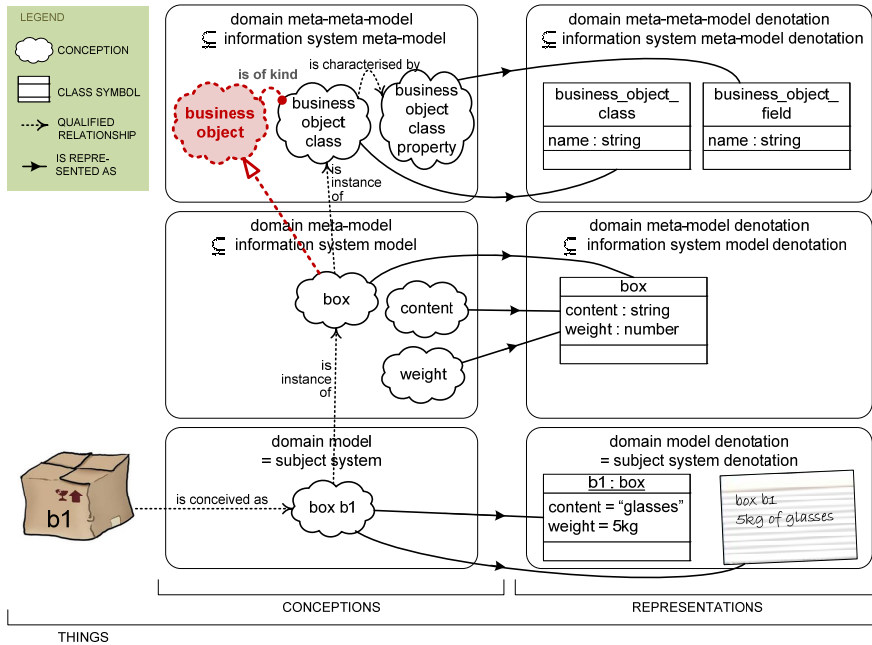 LEGEND
CONCEPTION
CLASS SYMBOL
QUALIFIED
RELATIONSHIP
IS REPRE-
SENTED AS
domain meta-meta-model
⊆ information system meta-model
is of kind
is characterised by
business
object
business
object
class
business
object
class
property
is
instance
of
domain meta-meta-model denotation
⊆ information system meta-model denotation
business_object_
class
name : string
business_object_
field
name : string
domain meta-model
⊆ information system model
box
content
weight
is
instance
of
domain meta-model denotation
⊆ information system model denotation
box
content : string
weight : number
b1
is conceived as
domain model
= subject system
box b1
domain model denotation
= subject system denotation
b1 : box
content = “glasses”
weight = 5kg
box b1
5kg of glasses
CONCEPTIONS
REPRESENTATIONS
THINGS